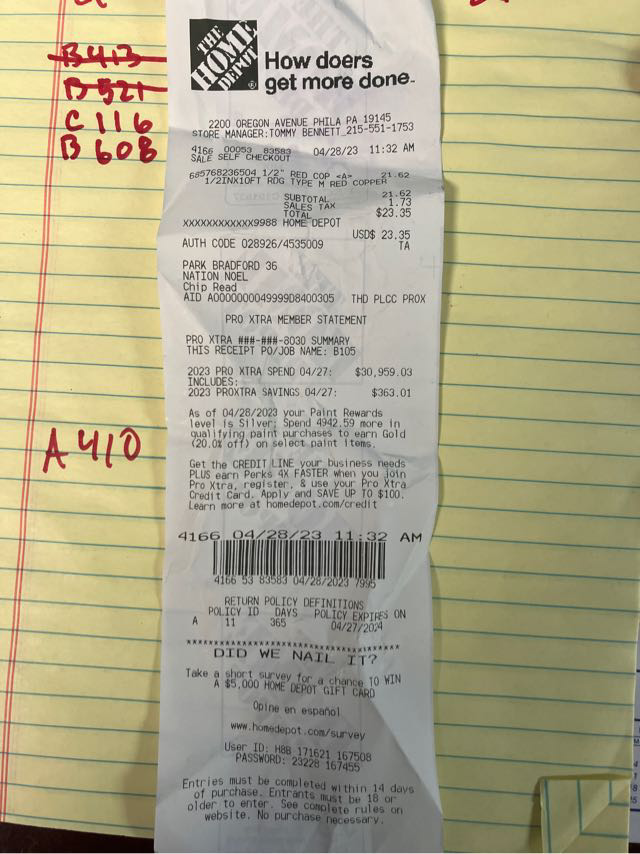 B413
B521
C 116
B 608
A 410
THE
HOME
DEPOT
How doers
get more done.
2200 OREGON AVENUE PHILA PA 19145
STORE MANAGER:TOMMY BENNETT 215-551-1753
4166 00053 83583 04/28/23 11:32 AM
SALE SELF CHECKOUT
685768236504 1/2" RED COP <A> 21.62
1/2INX10FT RDG TYPE M RED COPPER
SUBTOTAL 21.62
SALES TAX 1.73
TOTAL $23.35
XXXXXXXXXXXX9988 HOME DEPOT
USD$ 23.35
AUTH CODE 028926/4535009 TA
PARK BRADFORD 36
NATION NOEL
Chip Read
AID A0000000049999D8400305 THD PLCC PROX
PRO XTRA MEMBER STATEMENT
PRO XTRA ###-###-8030 SUMMARY
THIS RECEIPT PO/JOB NAME: B105
2023 PRO XTRA SPEND 04/27: $30,959.03
INCLUDES:
2023 PROXTRA SAVINGS 04/27: $363.01
As of 04/28/2023 your Paint Rewards
level is Silver; Spend 4942.59 more in
qualifying paint purchases to earn Gold
(20.0% off) on select paint items.
Get the CREDIT LINE your business needs
PLUS earn Perks 4X FASTER when you join
Pro Xtra, register, & use your Pro Xtra
Credit Card. Apply and SAVE UP TO $100.
Learn more at homedepot.com/credit
4166 04/28/23 11:32 AM
4166 53 83583 04/28/2023 7995
RETURN POLICY DEFINITIONS
POLICY ID DAYS POLICY EXPIRES ON
A 11 365 04/27/2024
***************************************
DID WE NAIL IT?
Take a short survey for a chance TO WIN
A $5,000 HOME DEPOT GIFT CARD
Opine en español
www.homedepot.com/survey
User ID: H8B 171621 167508
PASSWORD: 23228 167455
Entries must be completed within 14 days
of purchase. Entrants must be 18 or
older to enter. See complete rules on
website. No purchase necessary.